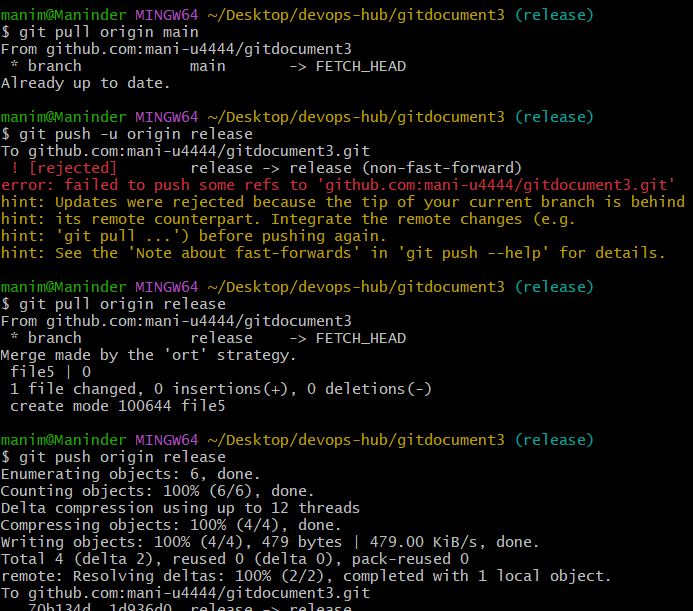 manim@Maninder MINGW64 ~/Desktop/devops-hub/gitdocument3 (release)
$ git pull origin main
From github.com:mani-u4444/gitdocument3
 * branch            main       -> FETCH_HEAD
Already up to date.

manim@Maninder MINGW64 ~/Desktop/devops-hub/gitdocument3 (release)
$ git push -u origin release
To github.com:mani-u4444/gitdocument3.git
 ! [rejected]        release -> release (non-fast-forward)
error: failed to push some refs to 'github.com:mani-u4444/gitdocument3.git'
hint: Updates were rejected because the tip of your current branch is behind
hint: its remote counterpart. Integrate the remote changes (e.g.
hint: 'git pull ...') before pushing again.
hint: See the 'Note about fast-forwards' in 'git push --help' for details.

manim@Maninder MINGW64 ~/Desktop/devops-hub/gitdocument3 (release)
$ git pull origin release
From github.com:mani-u4444/gitdocument3
 * branch            release    -> FETCH_HEAD
Merge made by the 'ort' strategy.
 file5 | 0
 1 file changed, 0 insertions(+), 0 deletions(-)
 create mode 100644 file5

manim@Maninder MINGW64 ~/Desktop/devops-hub/gitdocument3 (release)
$ git push origin release
Enumerating objects: 6, done.
Counting objects: 100% (6/6), done.
Delta compression using up to 12 threads
Compressing objects: 100% (4/4), done.
Writing objects: 100% (4/4), 479 bytes | 479.00 KiB/s, done.
Total 4 (delta 2), reused 0 (delta 0), pack-reused 0
remote: Resolving deltas: 100% (2/2), completed with 1 local object.
To github.com:mani-u4444/gitdocument3.git
   70b134d..1d936d0  release -> release